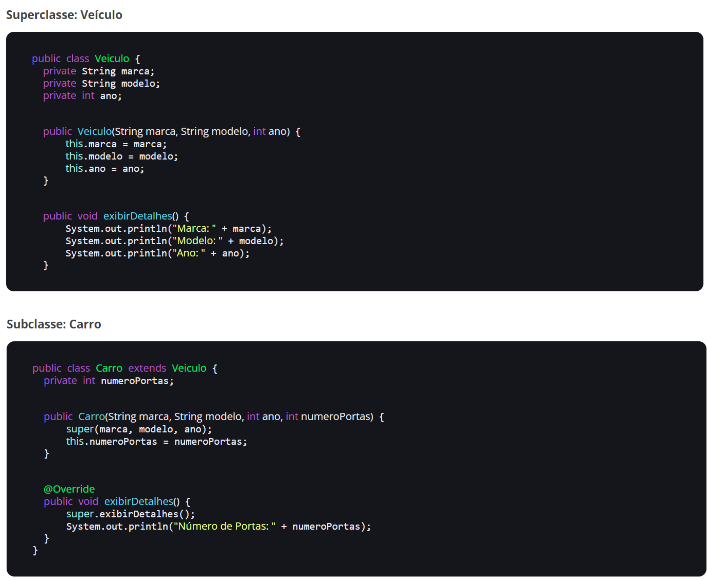 Superclasse: Veículo
public class Veiculo {
private String marca;
private String modelo;
private int ano;
public Veiculo(String marca, String modelo, int ano) {
this.marca = marca;
this.modelo = modelo;
this.ano = ano;
}
public void exibirDetalhes() {
System.out.println("Marca: " + marca);
System.out.println("Modelo: " + modelo);
System.out.println("Ano: " + ano);
}
Subclasse: Carro
public class Carro extends Veiculo {
private int numeroPortas;
public Carro(String marca, String modelo, int ano, int numeroPortas) {
super(marca, modelo, ano);
this.numeroPortas = numeroPortas;
}
@Override
public void exibirDetalhes() {
super.exibirDetalhes();
System.out.println("Número de Portas: " + numeroPortas);
}
}